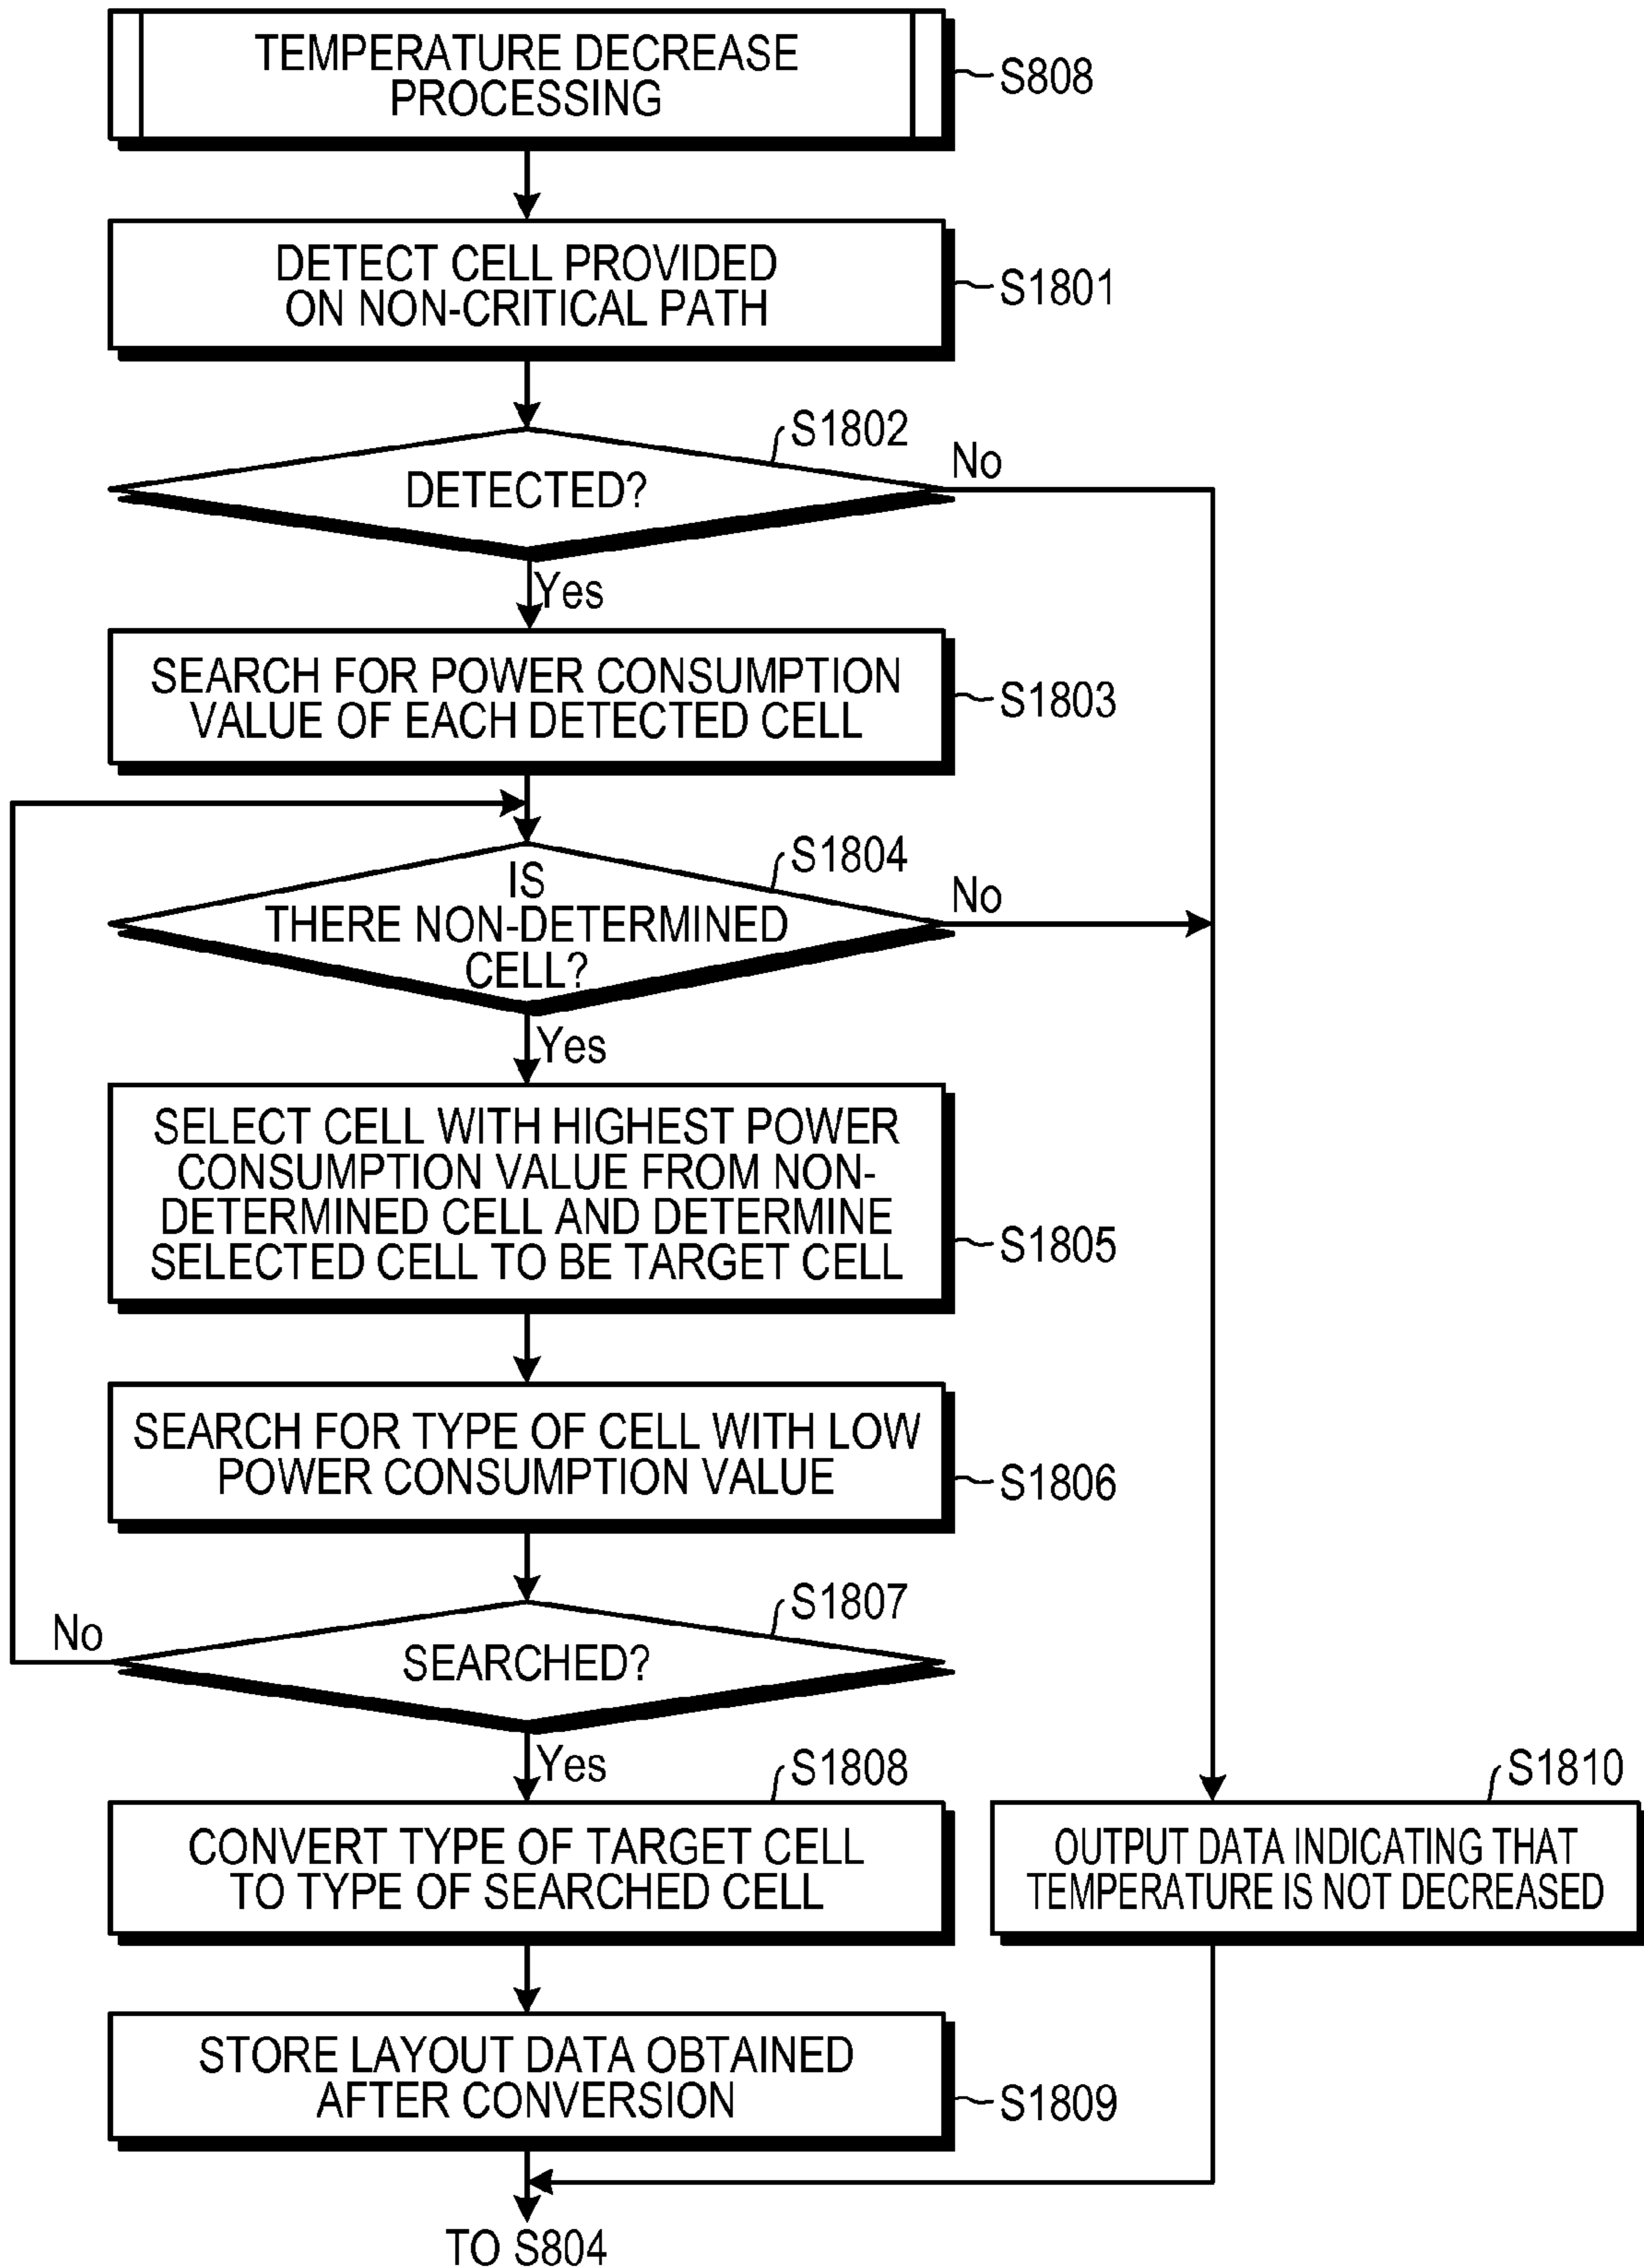 TEMPERATURE DECREASE
PROCESSING
S808
DETECT CELL PROVIDED
ON NON-CRITICAL PATH
S1801
S1802
DETECTED?
No
Yes
SEARCH FOR POWER CONSUMPTION
VALUE OF EACH DETECTED CELL
S1803
S1804
IS
THERE NON-DETERMINED
CELL?
No
Yes
SELECT CELL WITH HIGHEST POWER
CONSUMPTION VALUE FROM NON-
DETERMINED CELL AND DETERMINE
SELECTED CELL TO BE TARGET CELL
S1805
SEARCH FOR TYPE OF CELL WITH LOW
POWER CONSUMPTION VALUE
S1806
S1807
SEARCHED?
No
Yes
S1808
CONVERT TYPE OF TARGET CELL
TO TYPE OF SEARCHED CELL
S1810
OUTPUT DATA INDICATING THAT
TEMPERATURE IS NOT DECREASED
STORE LAYOUT DATA OBTAINED
AFTER CONVERSION
S1809
TO S804